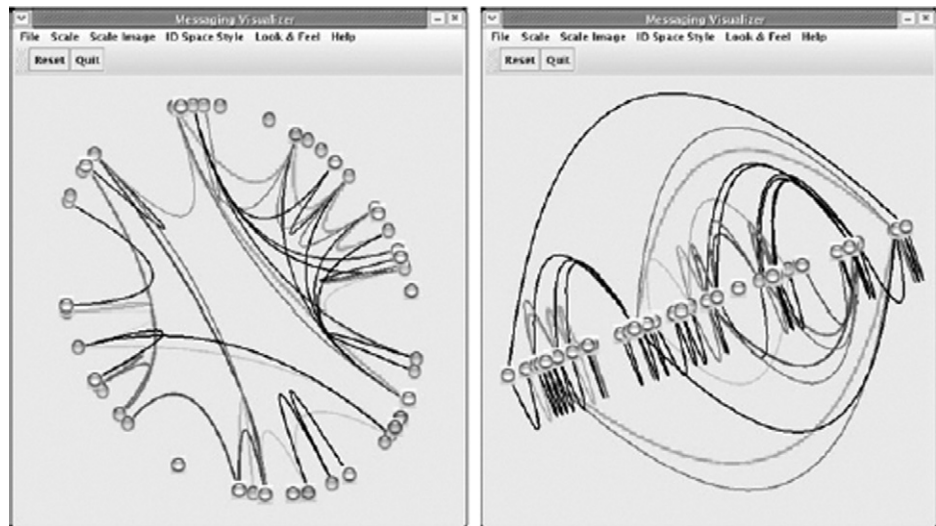 Messaging Visualizer
File Scale Scale Image ID Space Style Look & Feel Help
Reset Quit
Messaging Visualizer
File Scale Scale Image ID Space Style Look & Feel Help
Reset Quit